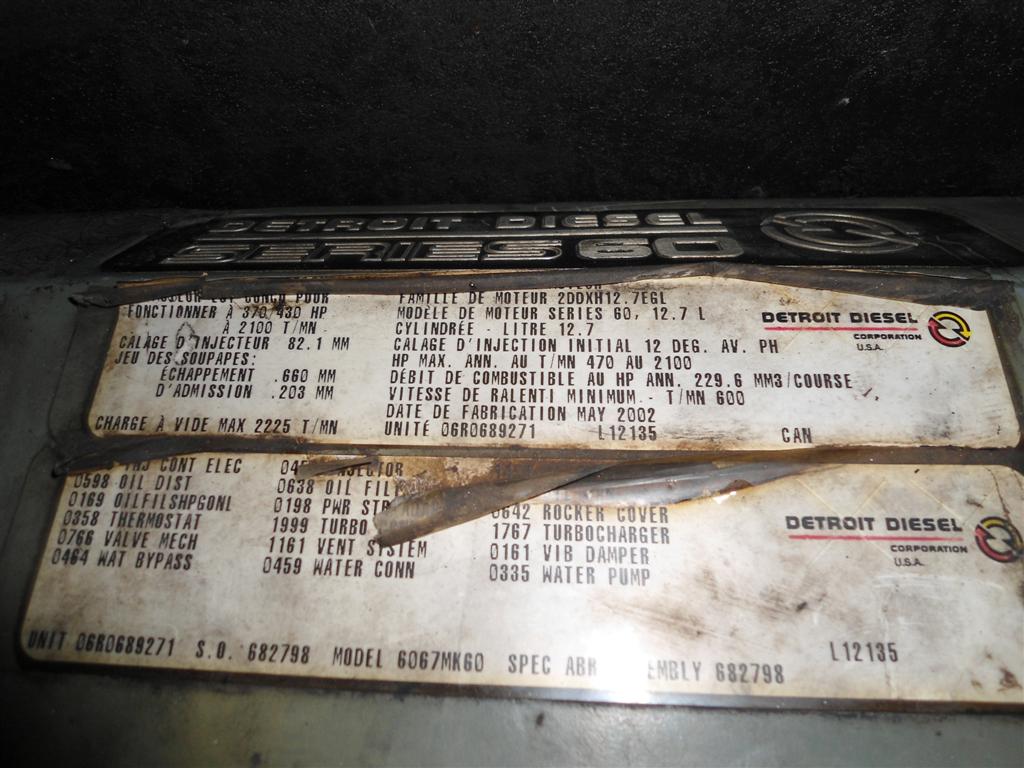 DETROIT DIESEL
SERIES 60
FONCTIONNER À 370/430 HP
À 2100 T/MN
CALAGE D'INJECTEUR 82.1 MM
JEU DES SOUPAPES:
ÉCHAPPEMENT .660 MM
D'ADMISSION .203 MM
CHARGE À VIDE MAX 2225 T/MN
FAMILLE DE MOTEUR 2DDXH12.7EGL
MODÈLE DE MOTEUR SERIES 60, 12.7 L
CYLINDRÉE - LITRE 12.7
CALAGE D'INJECTION INITIAL 12 DEG. AV. PH
HP MAX. ANN. AU T/MN 470 AU 2100
DÉBIT DE COMBUSTIBLE AU HP ANN. 229.6 MM3/COURSE
VITESSE DE RALENTI MINIMUM - T/MN 600
DATE DE FABRICATION MAY 2002
UNITÉ 06R0689271 L12135 CAN
DETROIT DIESEL
CORPORATION
U.S.A.
CONT ELEC
0598 OIL DIST
0169 OILFILSHPGONL
0358 THERMOSTAT
0766 VALVE MECH
0464 WAT BYPASS
0638 OIL
0198 PWR
1999 TURBO
1161 VENT SYSTEM
0459 WATER CONN
0642 ROCKER COVER
1767 TURBOCHARGER
0161 VIB DAMPER
0335 WATER PUMP
DETROIT DIESEL
CORPORATION
U.S.A.
UNIT 06R0689271 S.O. 682798 MODEL 6067MK60 SPEC 682798 L12135